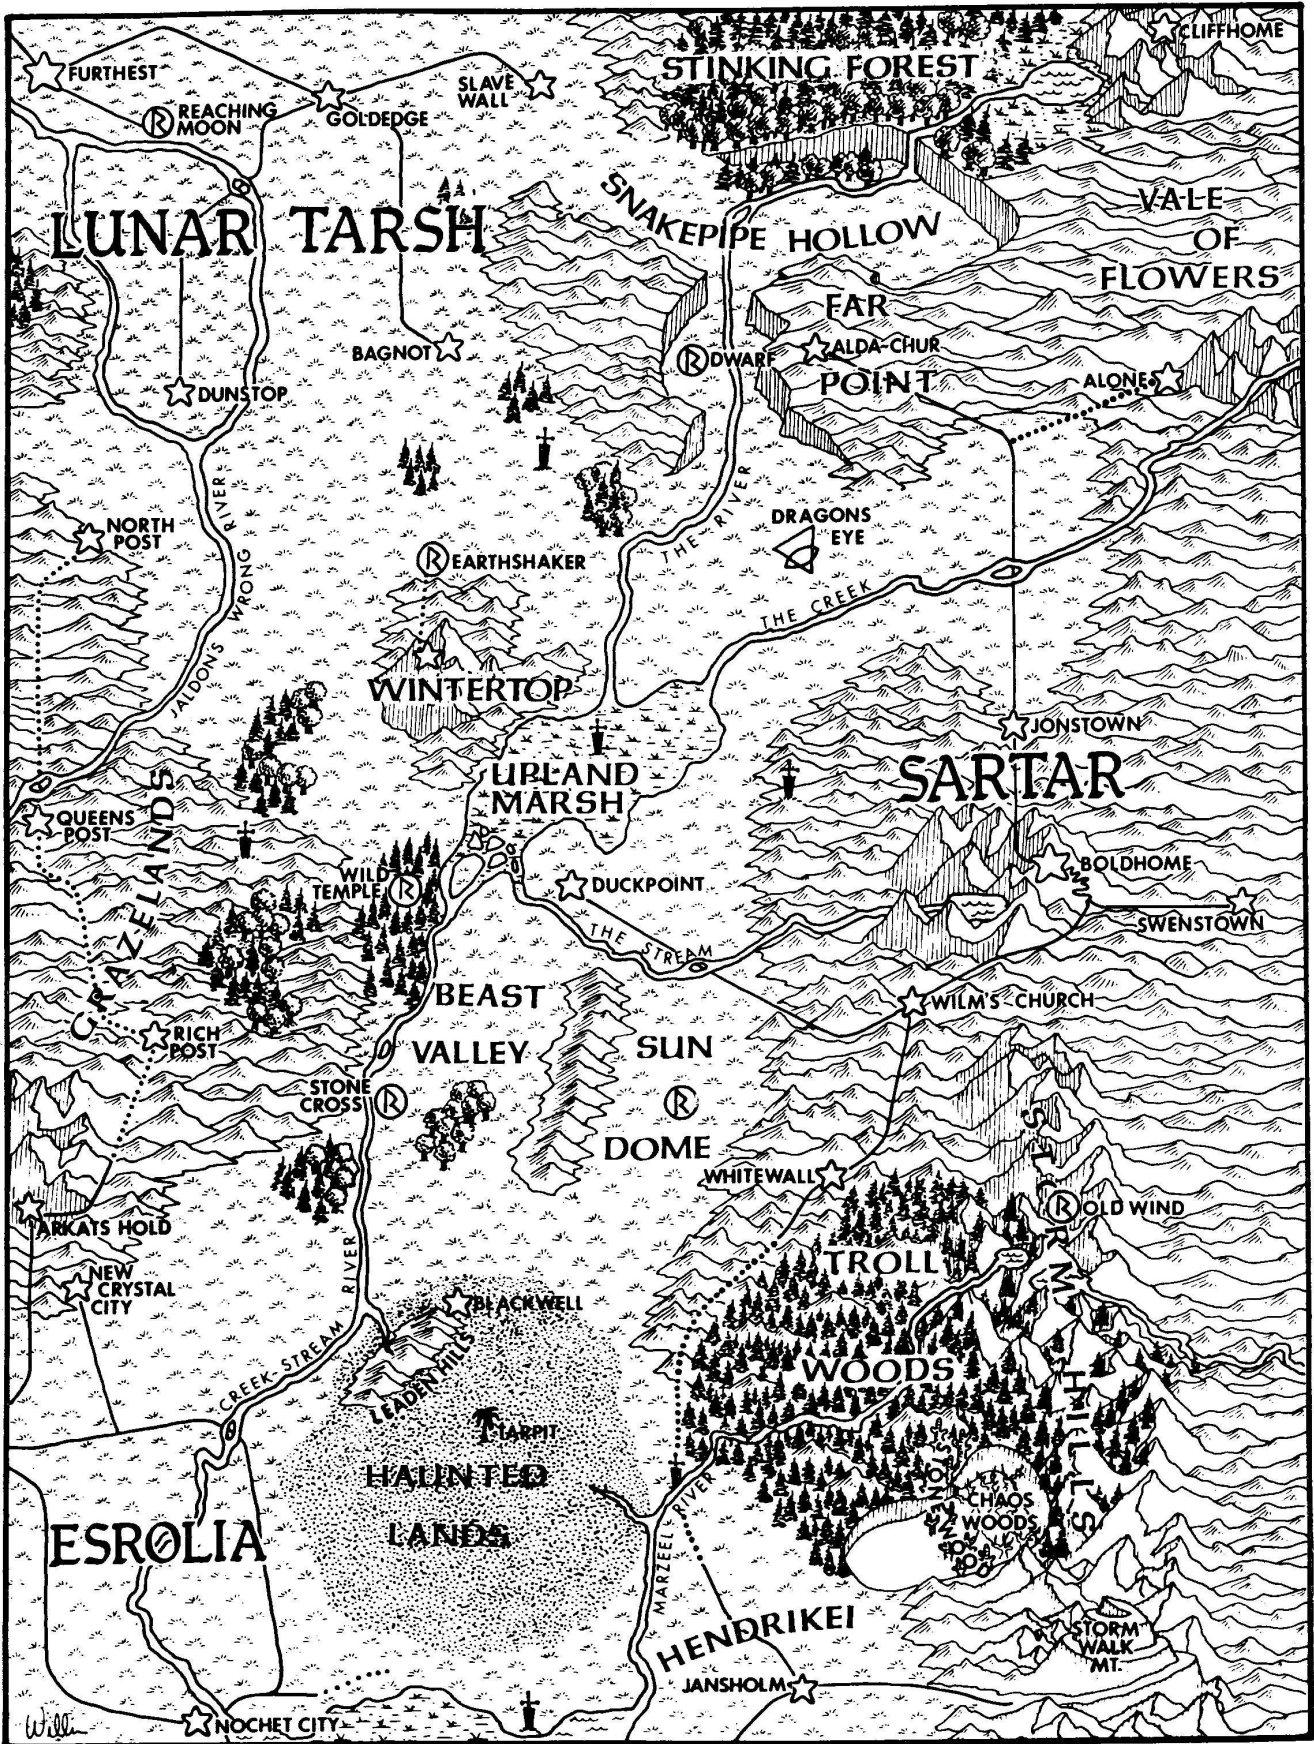 CLIFFHOME
STINKING FOREST
FURTHEST
SLAVE
WALL
REACHING
MOON
GOLDEDGE
SNAKEPIPE HOLLOW
VALE
OF
FLOWERS
LUNAR TARSH
FAR
POINT
BAGNOT
DWARF
ALDA-CHUR
ALONE
DUNSTOP
NORTH
POST
JALDON'S WRONG RIVER
THE RIVER
DRAGONS
EYE
EARTHSHAKER
THE CREEK
WINTERTOP
JONSTOWN
UPLAND
MARSH
SARTAR
QUEENS
POST
GRAZELANDS
WILD
TEMPLE
DUCKPOINT
BOLDHOME
SWENSTOWN
THE STREAM
BEAST
VALLEY
WILM'S CHURCH
RICH
POST
SUN
DOME
STONE
CROSS
STORM HILLS
WHITEWALL
OLD WIND
ARKATS HOLD
TROLL
WOODS
NEW
CRYSTAL
CITY
BLACKWELL
CREEK-STREAM RIVER
LEADEN HILLS
TARPIT
HAUNTED
LANDS
STONEY
CHAOS
WOODS
MARZEEL RIVER
ESROLIA
HENDRIKEI
STORM
WALK
MT.
JANSHOLM
NOCHET CITY
R
R
R
R
R
R
R